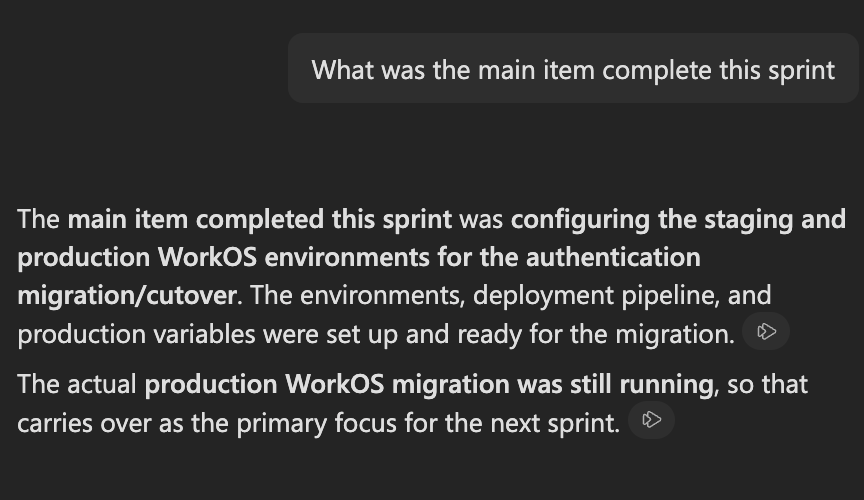 What was the main item complete this sprint
The main item completed this sprint was configuring the staging and
production WorkOS environments for the authentication
migration/cutover. The environments, deployment pipeline, and
production variables were set up and ready for the migration.
The actual production WorkOS migration was still running, so that
carries over as the primary focus for the next sprint.